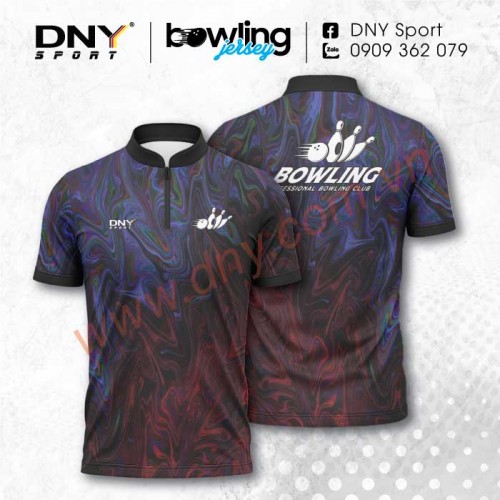 DNY
SPORT
bowling
jersey
DNY Sport
Zalo
0909 362 079
BOWLING
ESSIONAL BOWLING CLUB
DNY
SPORT
www.dny.com.vn